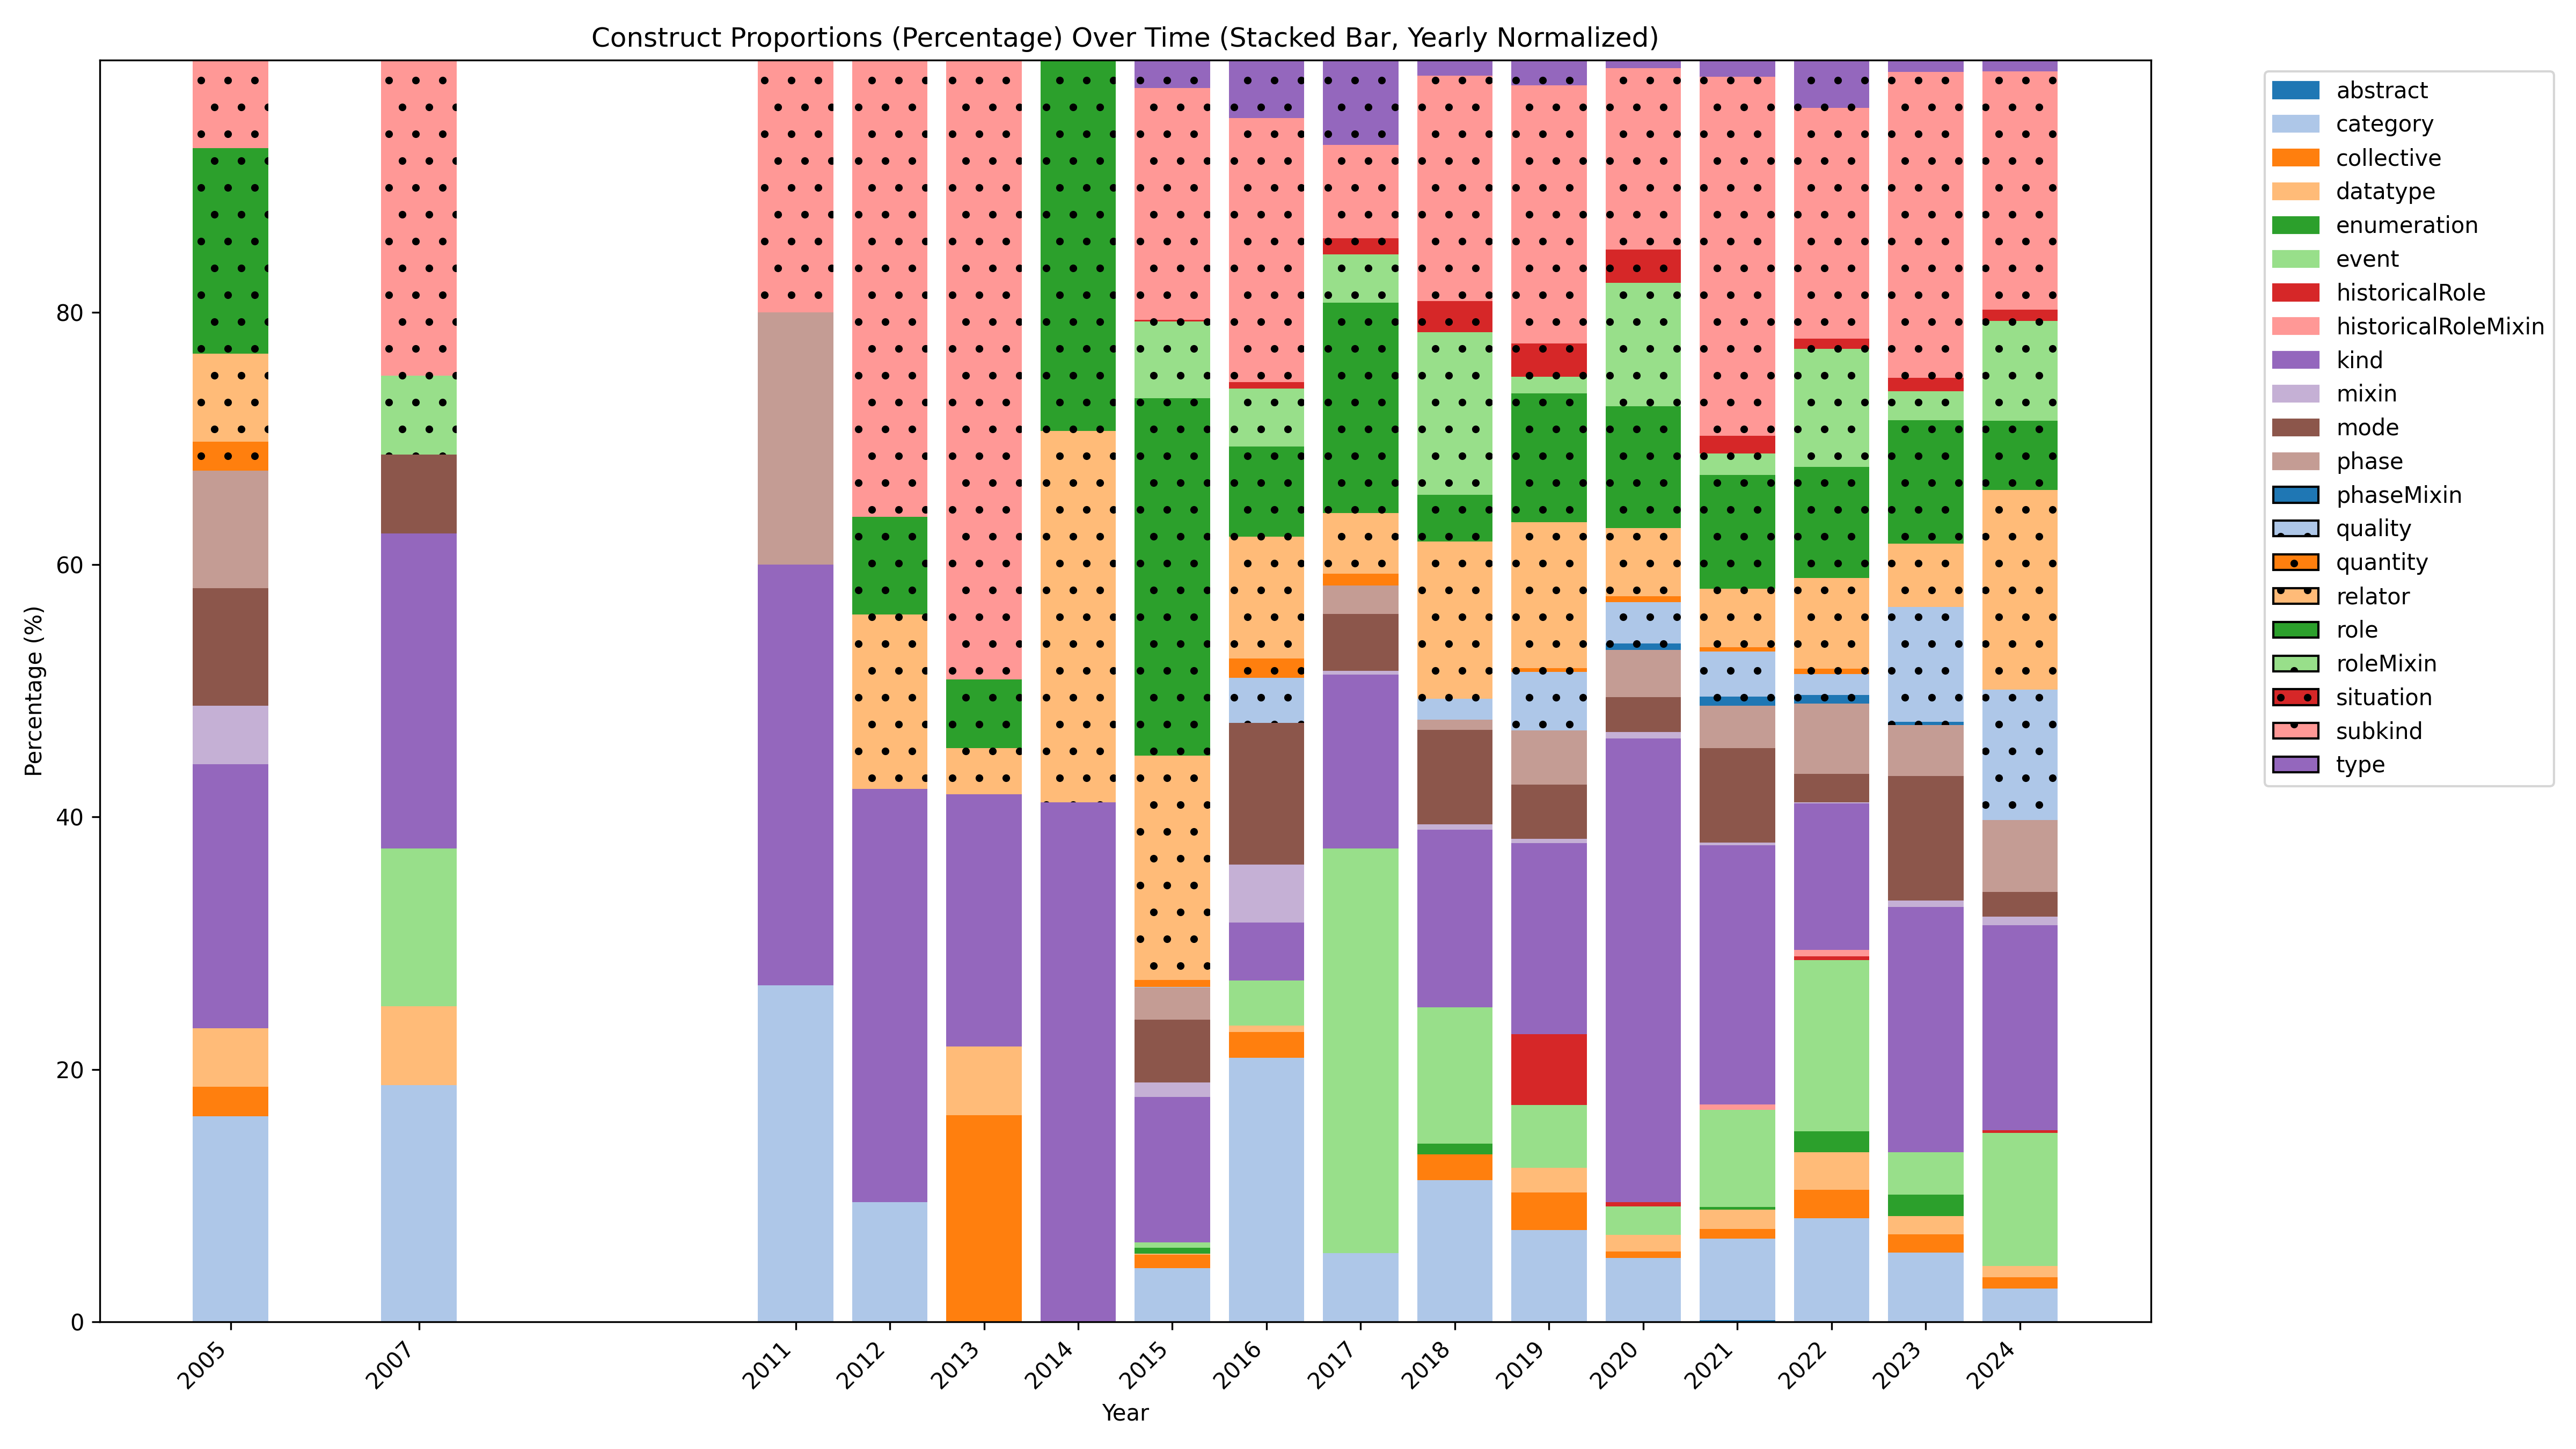 Construct Proportions (Percentage) Over Time (Stacked Bar, Yearly Normalized)
Percentage (%)
80
60
40
20
0
2005
2007
2011
2012
2013
2014
2015
2016
2017
2018
2019
2020
2021
2022
2023
2024
Year
abstract
category
collective
datatype
enumeration
event
historicalRole
historicalRoleMixin
kind
mixin
mode
phase
phaseMixin
quality
quantity
relator
role
roleMixin
situation
subkind
type